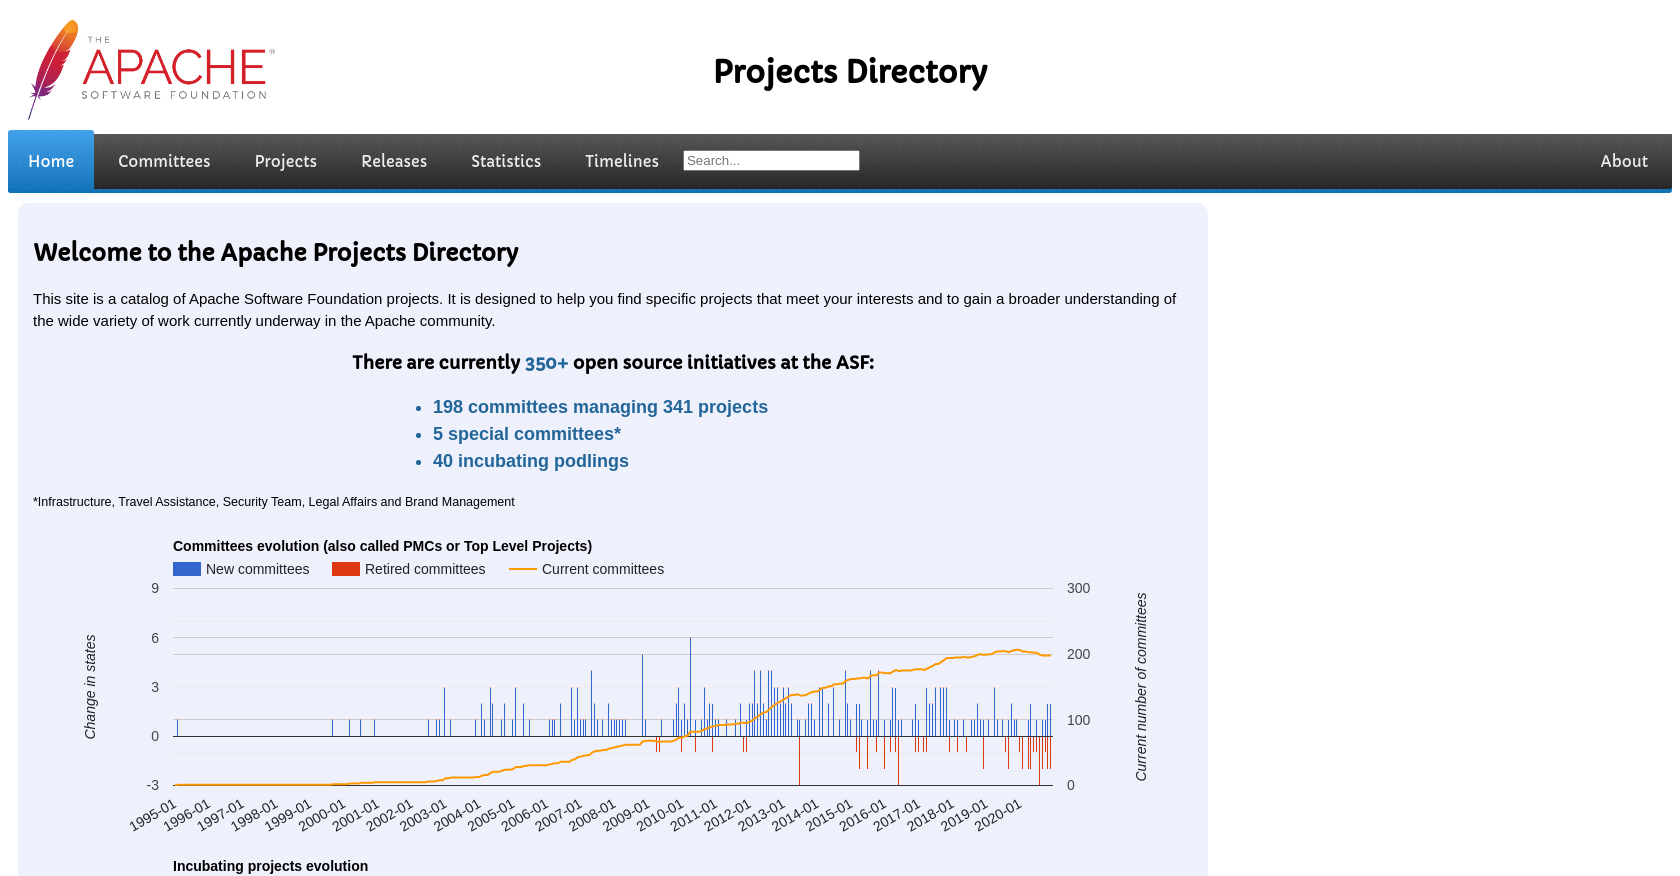 THE
APACHE®
SOFTWARE FOUNDATION
Projects Directory
Home Committees Projects Releases Statistics Timelines Search... About
Welcome to the Apache Projects Directory
This site is a catalog of Apache Software Foundation projects. It is designed to help you find specific projects that meet your interests and to gain a broader understanding of
the wide variety of work currently underway in the Apache community.
There are currently 350+ open source initiatives at the ASF:
• 198 committees managing 341 projects
• 5 special committees*
• 40 incubating podlings
*Infrastructure, Travel Assistance, Security Team, Legal Affairs and Brand Management
Committees evolution (also called PMCs or Top Level Projects)
New committees Retired committees Current committees
Change in states
9
6
3
0
-3
300
200
100
0
Current number of committees
1995-01 1996-01 1997-01 1998-01 1999-01 2000-01 2001-01 2002-01 2003-01 2004-01 2005-01 2006-01 2007-01 2008-01 2009-01 2010-01 2011-01 2012-01 2013-01 2014-01 2015-01 2016-01 2017-01 2018-01 2019-01 2020-01
Incubating projects evolution